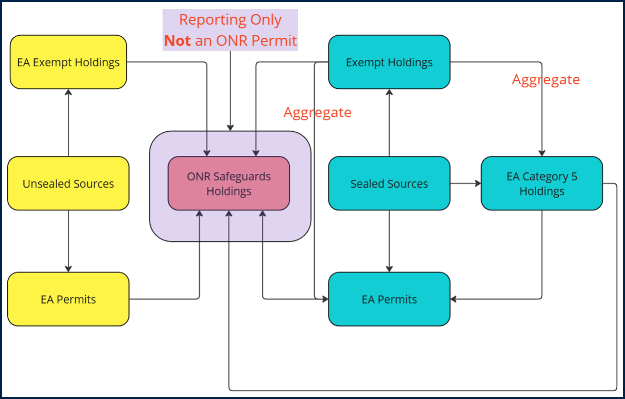 Reporting Only
Not an ONR Permit
EA Exempt Holdings
Exempt Holdings
Aggregate
Aggregate
Unsealed Sources
ONR Safeguards
Holdings
Sealed Sources
EA Category 5
Holdings
EA Permits
EA Permits